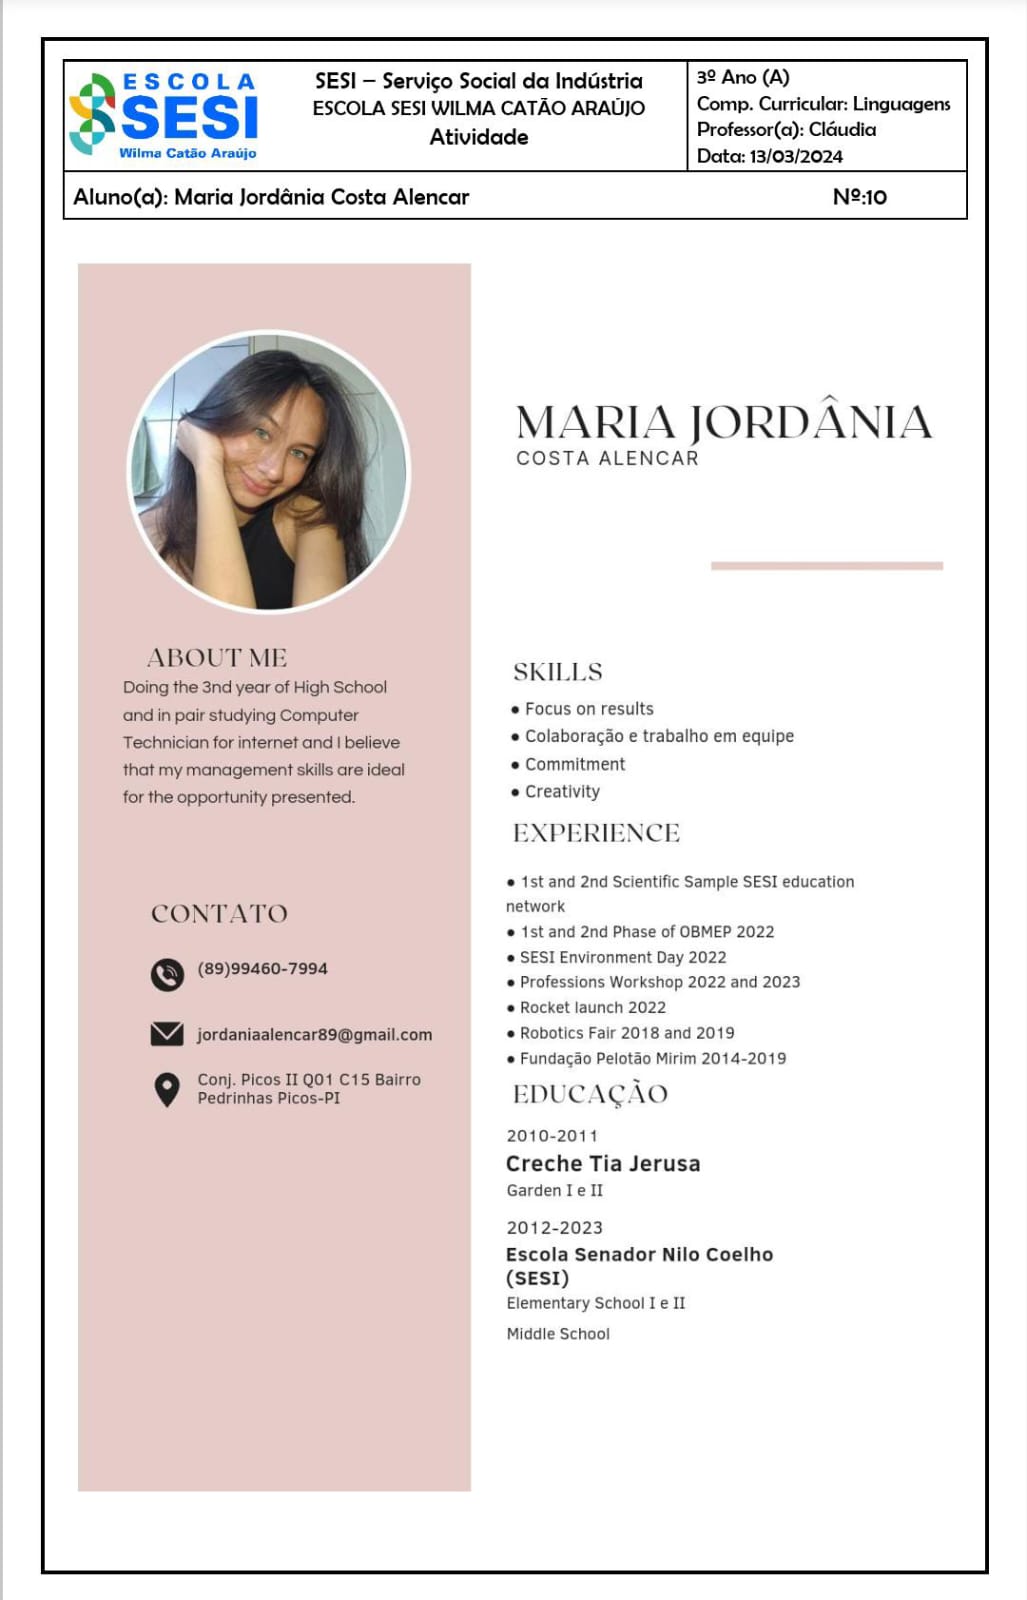 ESCOLA
SESI
Wilma Catão Araújo
SESI – Serviço Social da Indústria
ESCOLA SESI WILMA CATÃO ARAÚJO
Atividade
3º Ano (A)
Comp. Curricular: Linguagens
Professor(a): Cláudia
Data: 13/03/2024
Aluno(a): Maria Jordânia Costa Alencar
Nº:10
MARIA JORDÂNIA
COSTA ALENCAR
ABOUT ME
Doing the 3nd year of High School
and in pair studying Computer
Technician for internet and I believe
that my management skills are ideal
for the opportunity presented.
CONTATO
(89)99460-7994
jordaniaalencar89@gmail.com
Conj. Picos II Q01 C15 Bairro
Pedrinhas Picos-PI
SKILLS
● Focus on results
● Colaboração e trabalho em equipe
● Commitment
● Creativity
EXPERIENCE
● 1st and 2nd Scientific Sample SESI education
network
● 1st and 2nd Phase of OBMEP 2022
● SESI Environment Day 2022
● Professions Workshop 2022 and 2023
● Rocket launch 2022
● Robotics Fair 2018 and 2019
● Fundação Pelotão Mirim 2014-2019
EDUCAÇÃO
2010-2011
Creche Tia Jerusa
Garden I e II
2012-2023
Escola Senador Nilo Coelho
(SESI)
Elementary School I e II
Middle School